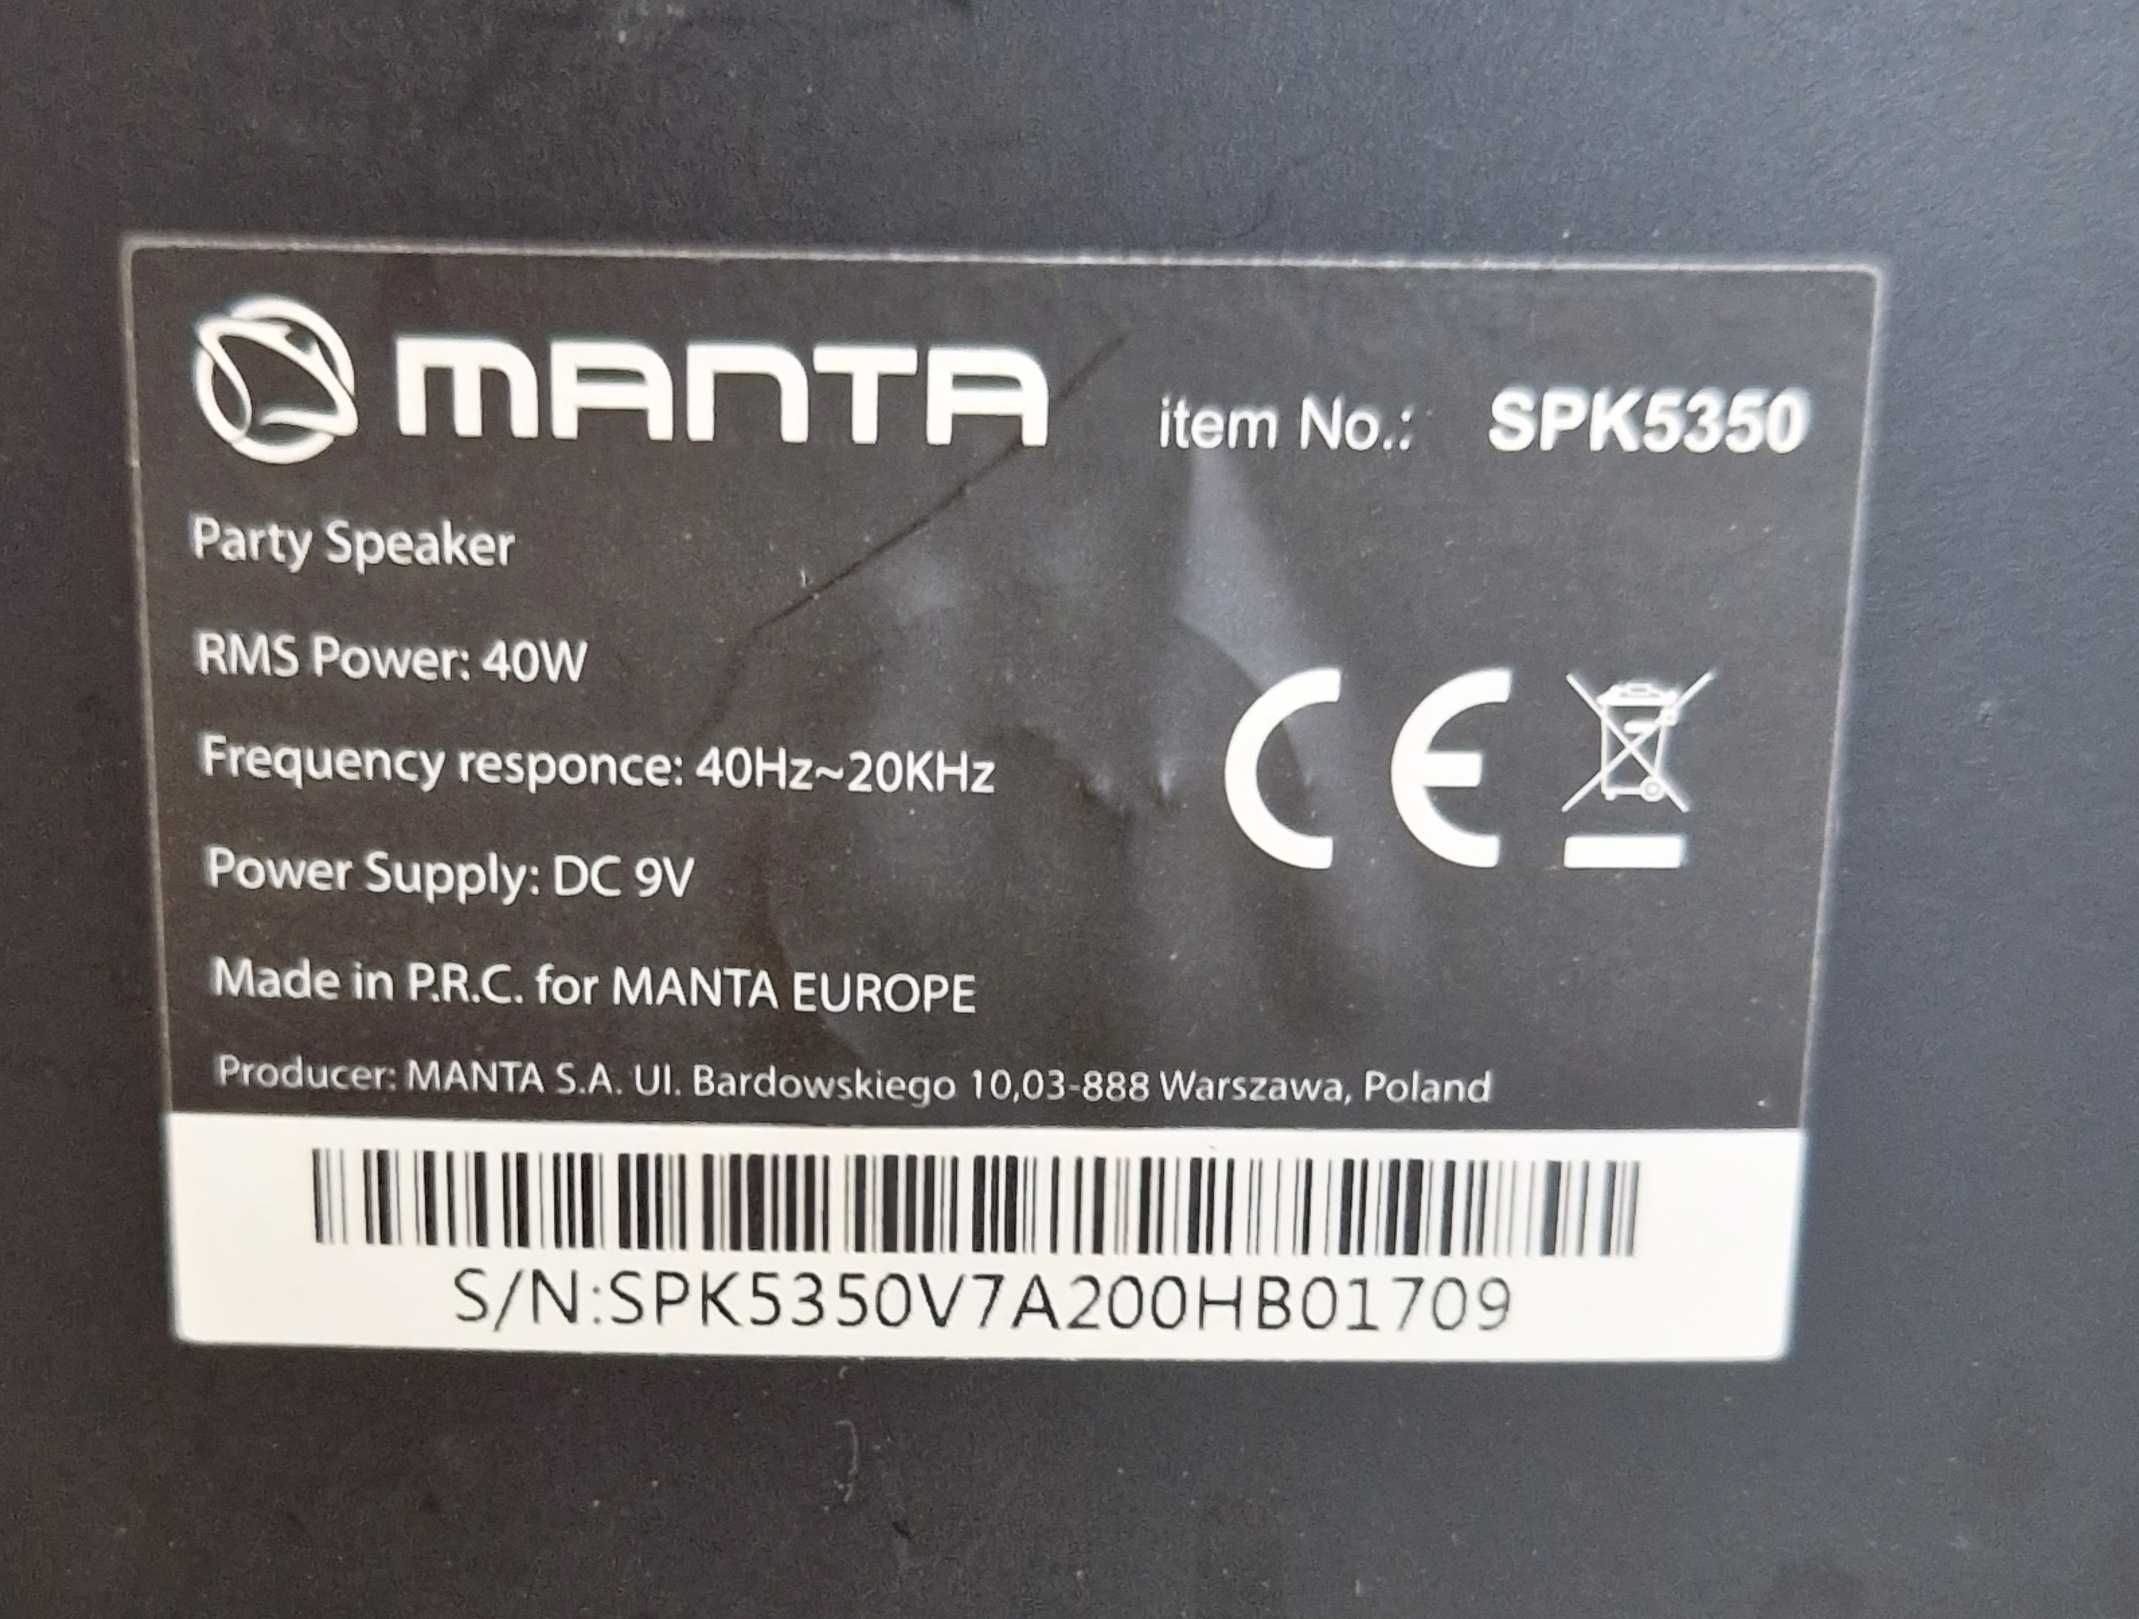 MANTA item No.: SPK5350
Party Speaker
RMS Power: 40W
Frequency responce: 40Hz~20KHz
Power Supply: DC 9V
CE
Made in P.R.C. for MANTA EUROPE
Producer: MANTA S.A. Ul. Bardowskiego 10,03-888 Warszawa, Poland
S/N:SPK5350V7A200HB01709